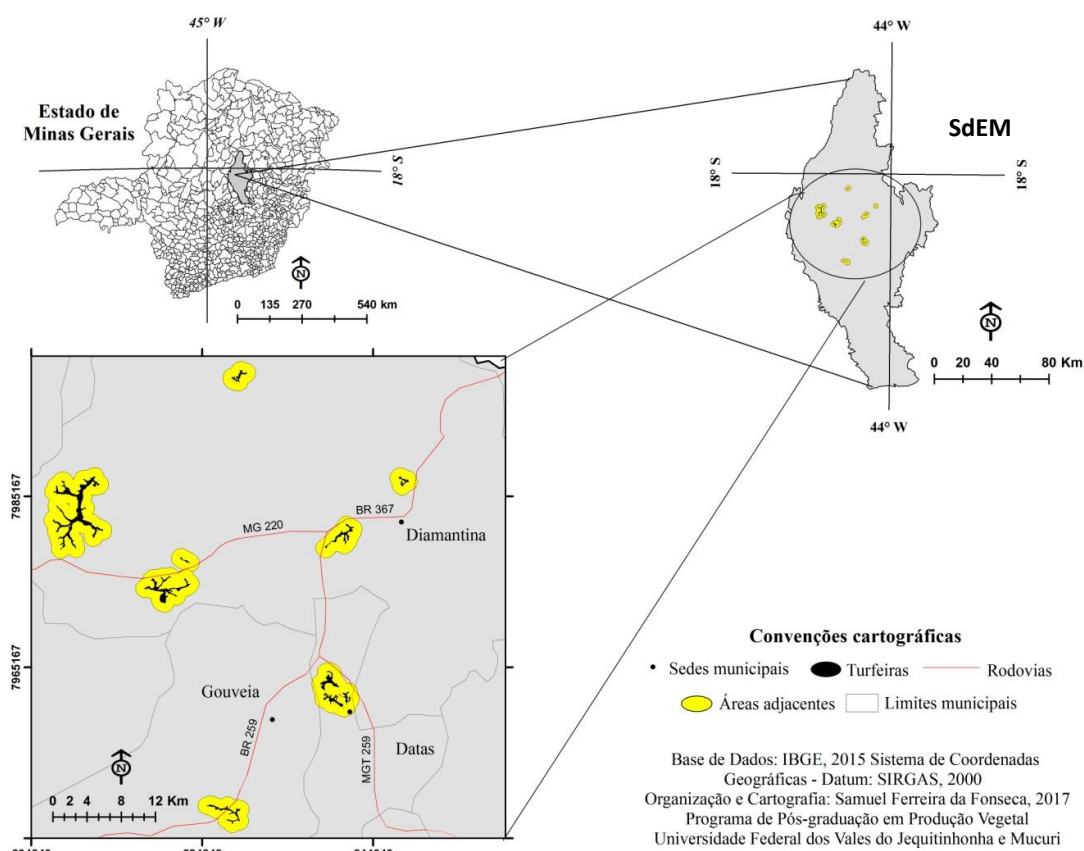 45° W
Estado de
Minas Gerais
18° S
N
0 135 270 540 km
44° W
SdEM
18° S
18° S
N
0 20 40 80 Km
44° W
7985167
7965167
BR 367
MG 220
Diamantina
Gouveia
BR 259
MGT 259
Datas
N
0 2 4 8 12 Km
Convenções cartográficas
Sedes municipais Turfeiras Rodovias
Áreas adjacentes Limites municipais
Base de Dados: IBGE, 2015 Sistema de Coordenadas
Geográficas - Datum: SIRGAS, 2000
Organização e Cartografia: Samuel Ferreira da Fonseca, 2017
Programa de Pós-graduação em Produção Vegetal
Universidade Federal dos Vales do Jequitinhonha e Mucuri